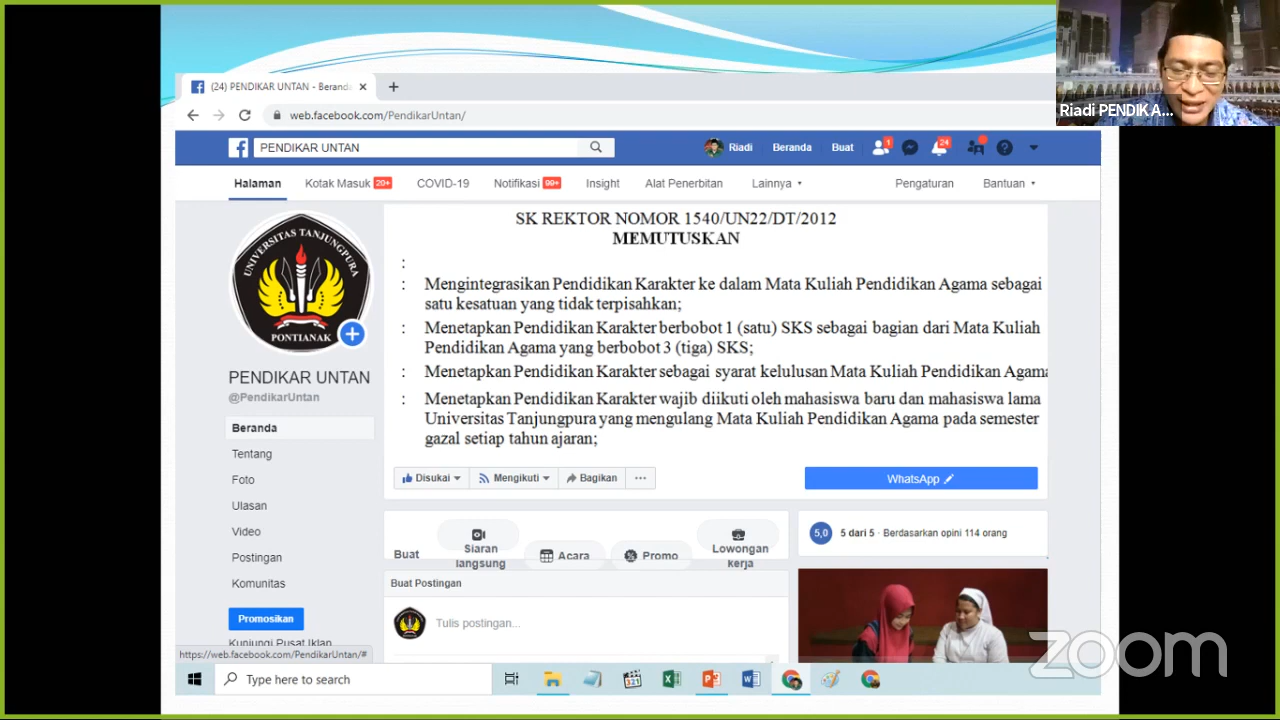 (24) PENDIKAR UNTAN - Beranda
web.facebook.com/PendikarUntan/
Riadi PENDIK A...
PENDIKAR UNTAN
Riadi
Beranda
Buat
1
24
Halaman
Kotak Masuk 20+
COVID-19
Notifikasi 99+
Insight
Alat Penerbitan
Lainnya
Pengaturan
Bantuan
UNIVERSITAS TANJUNGPURA
PONTIANAK
SK REKTOR NOMOR 1540/UN22/DT/2012
MEMUTUSKAN
:
: Mengintegrasikan Pendidikan Karakter ke dalam Mata Kuliah Pendidikan Agama sebagai
satu kesatuan yang tidak terpisahkan;
: Menetapkan Pendidikan Karakter berbobot 1 (satu) SKS sebagai bagian dari Mata Kuliah
Pendidikan Agama yang berbobot 3 (tiga) SKS;
: Menetapkan Pendidikan Karakter sebagai syarat kelulusan Mata Kuliah Pendidikan Agama
: Menetapkan Pendidikan Karakter wajib diikuti oleh mahasiswa baru dan mahasiswa lama
Universitas Tanjungpura yang mengulang Mata Kuliah Pendidikan Agama pada semester
gazal setiap tahun ajaran;
PENDIKAR UNTAN
@PendikarUntan
Beranda
Tentang
Foto
Ulasan
Video
Postingan
Komunitas
Promosikan
Kunjungi Pusat Iklan
Disukai
Mengikuti
Bagikan
...
WhatsApp
Buat
Siaran langsung
Acara
Promo
Lowongan kerja
5,0
5 dari 5 · Berdasarkan opini 114 orang
Buat Postingan
Tulis postingan...
https://web.facebook.com/PendikarUntan/#
Type here to search
321
zoom